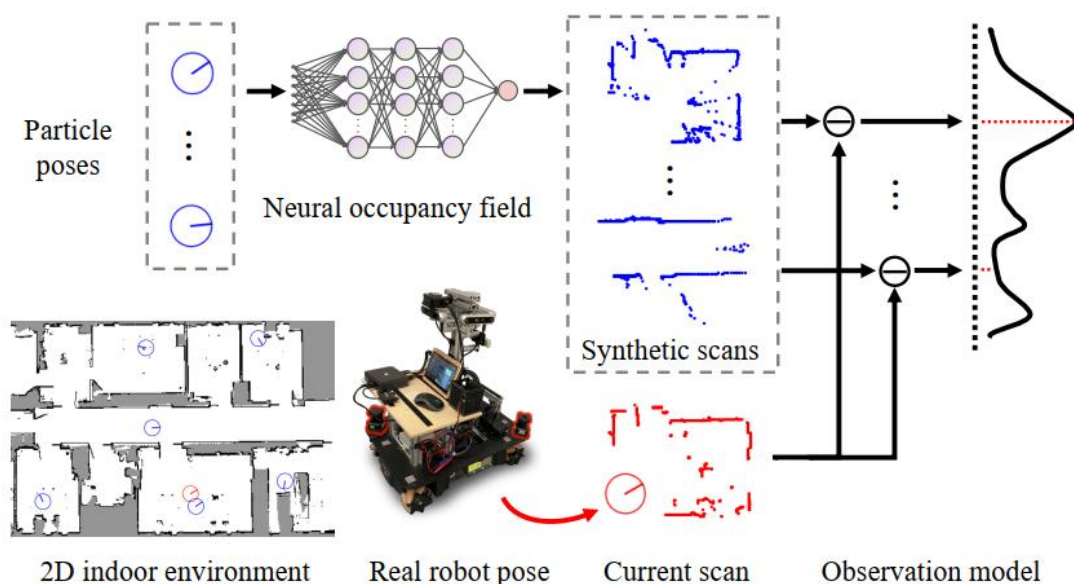 Particle
poses
Neural occupancy field
Synthetic scans
2D indoor environment
Real robot pose
Current scan
Observation model